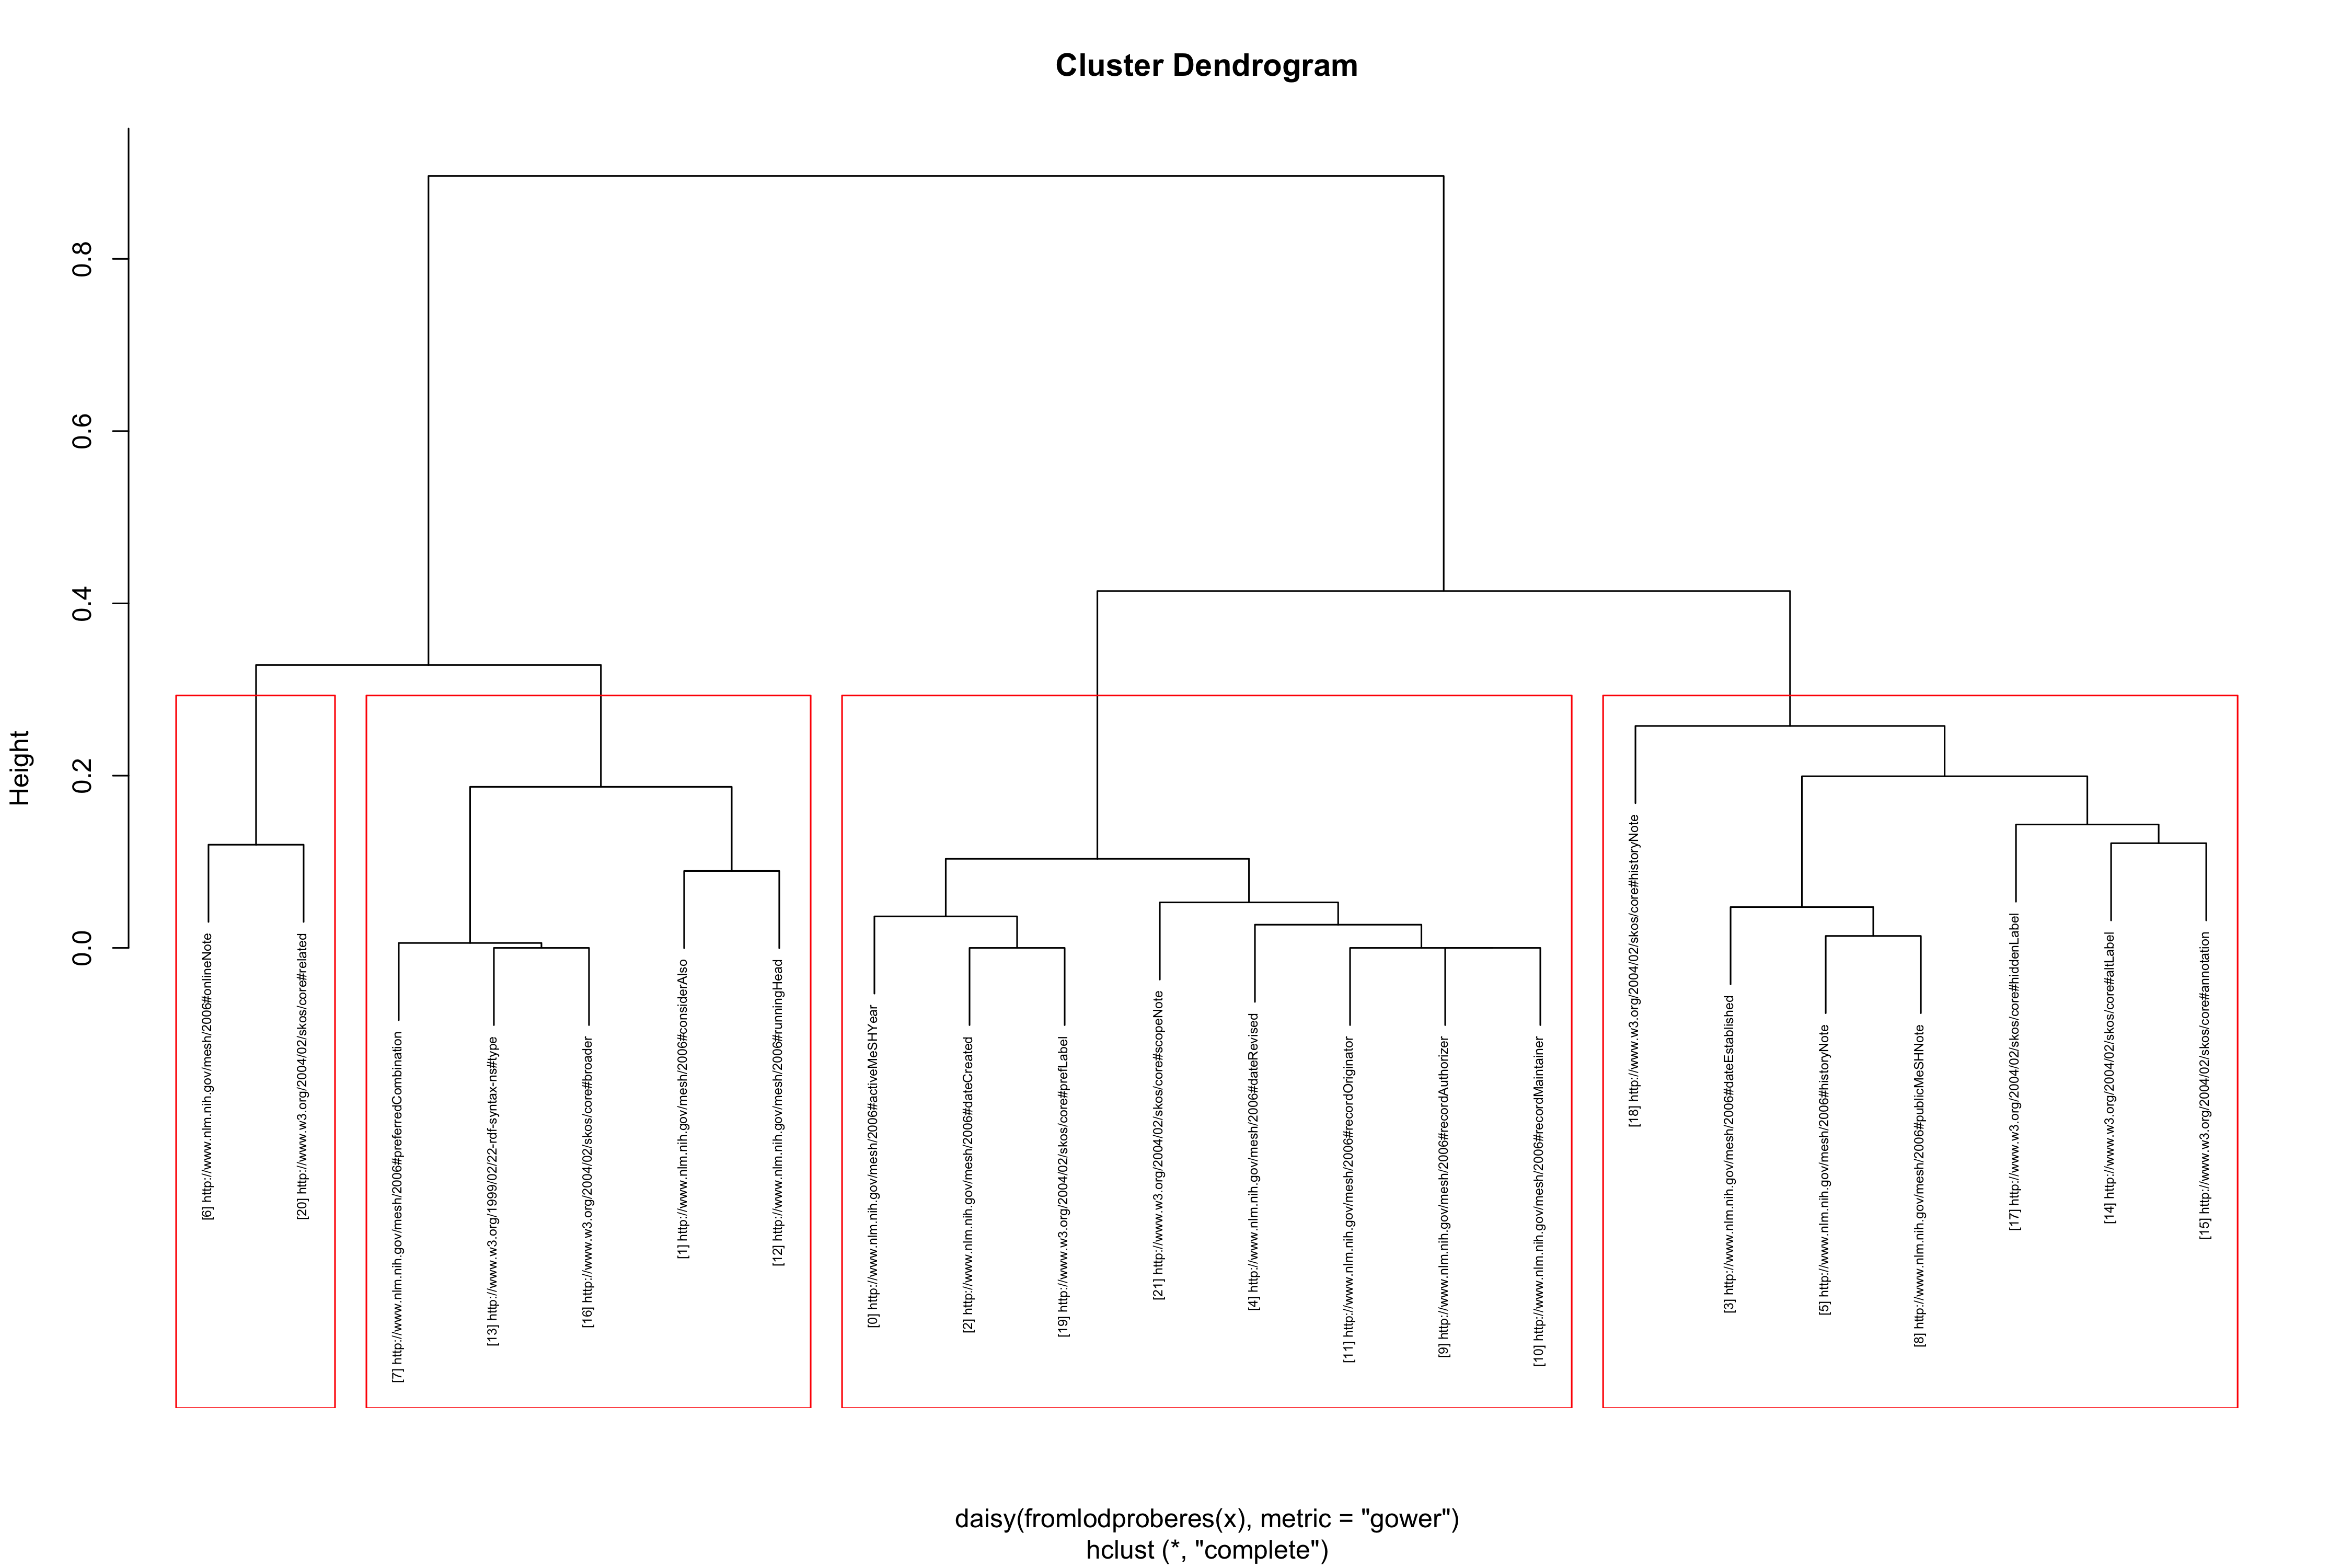 Cluster Dendrogram
Height
0.0
0.2
0.4
0.6
0.8
[6] http://www.nlm.nih.gov/mesh/2006#onlineNote
[20] http://www.w3.org/2004/02/skos/core#related
[7] http://www.nlm.nih.gov/mesh/2006#preferredCombination
[13] http://www.w3.org/1999/02/22-rdf-syntax-ns#type
[16] http://www.w3.org/2004/02/skos/core#broader
[1] http://www.nlm.nih.gov/mesh/2006#considerAlso
[12] http://www.nlm.nih.gov/mesh/2006#runningHead
[0] http://www.nlm.nih.gov/mesh/2006#activeMeSHYear
[2] http://www.nlm.nih.gov/mesh/2006#dateCreated
[19] http://www.w3.org/2004/02/skos/core#prefLabel
[21] http://www.w3.org/2004/02/skos/core#scopeNote
[4] http://www.nlm.nih.gov/mesh/2006#dateRevised
[11] http://www.nlm.nih.gov/mesh/2006#recordOriginator
[9] http://www.nlm.nih.gov/mesh/2006#recordAuthorizer
[10] http://www.nlm.nih.gov/mesh/2006#recordMaintainer
[18] http://www.w3.org/2004/02/skos/core#historyNote
[3] http://www.nlm.nih.gov/mesh/2006#dateEstablished
[5] http://www.nlm.nih.gov/mesh/2006#historyNote
[8] http://www.nlm.nih.gov/mesh/2006#publicMeSHNote
[17] http://www.w3.org/2004/02/skos/core#hiddenLabel
[14] http://www.w3.org/2004/02/skos/core#altLabel
[15] http://www.w3.org/2004/02/skos/core#annotation
daisy(fromlodproberes(x), metric = "gower")
hclust (*, "complete")